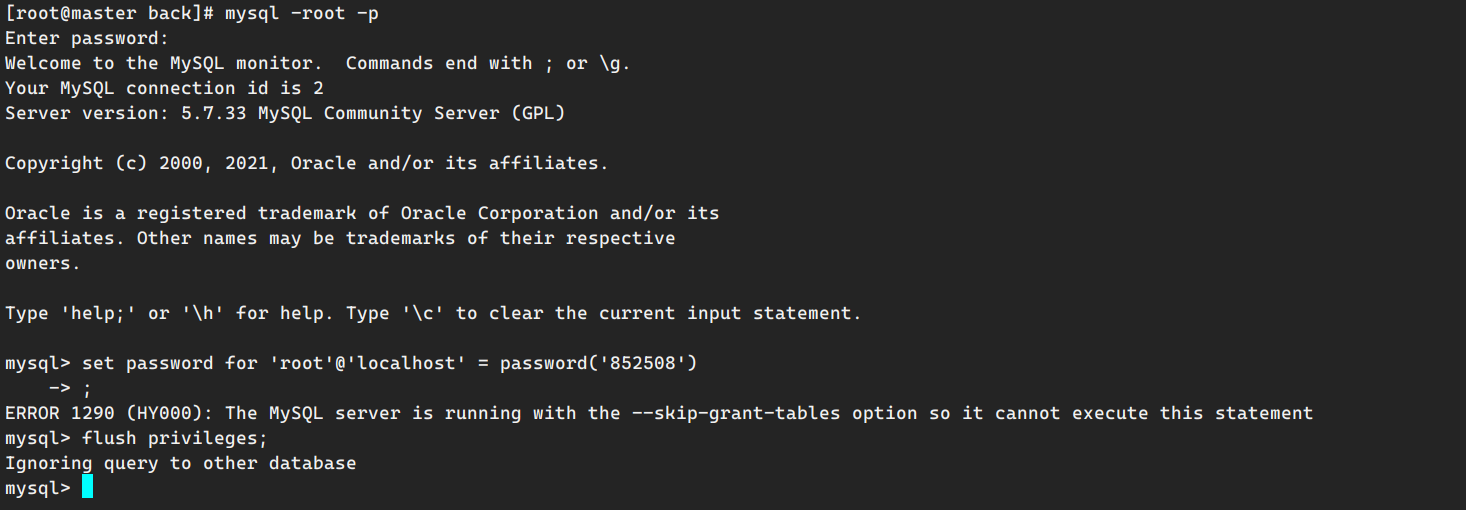 [root@master back]# mysql -root -p
Enter password:
Welcome to the MySQL monitor.  Commands end with ; or \g.
Your MySQL connection id is 2
Server version: 5.7.33 MySQL Community Server (GPL)

Copyright (c) 2000, 2021, Oracle and/or its affiliates.

Oracle is a registered trademark of Oracle Corporation and/or its
affiliates. Other names may be trademarks of their respective
owners.

Type 'help;' or '\h' for help. Type '\c' to clear the current input statement.

mysql> set password for 'root'@'localhost' = password('852508')
    -> ;
ERROR 1290 (HY000): The MySQL server is running with the --skip-grant-tables option so it cannot execute this statement
mysql> flush privileges;
Ignoring query to other database
mysql>